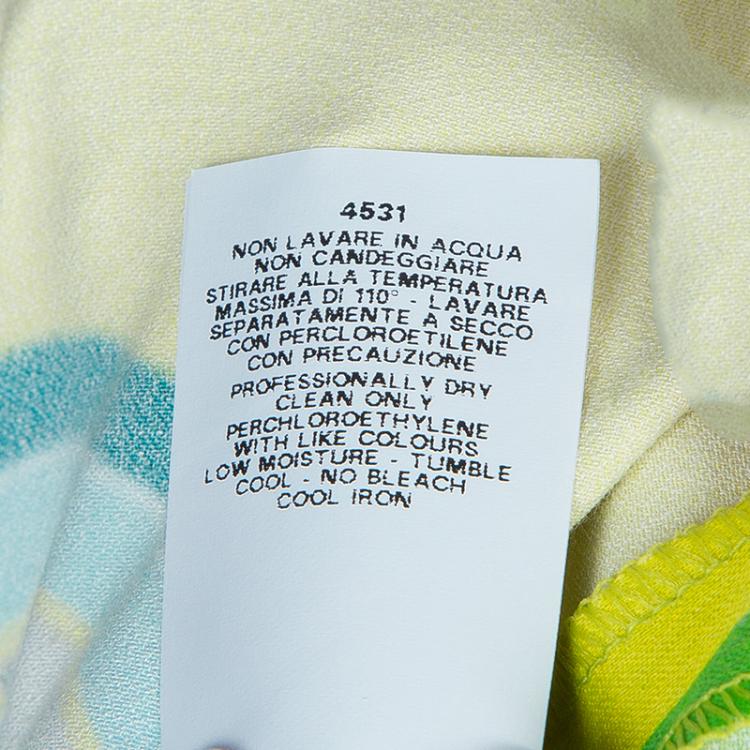 4531
NON LAVARE IN ACQUA
NON CANDEGGIARE
STIRARE ALLA TEMPERATURA
MASSIMA DI 110° - LAVARE
SEPARATAMENTE A SECCO
CON PERCLOROETILENE
CON PRECAUZIONE
PROFESSIONALLY DRY
CLEAN ONLY
PERCHLOROETHYLENE
WITH LIKE COLOURS
LOW MOISTURE - TUMBLE
COOL - NO BLEACH
COOL IRON